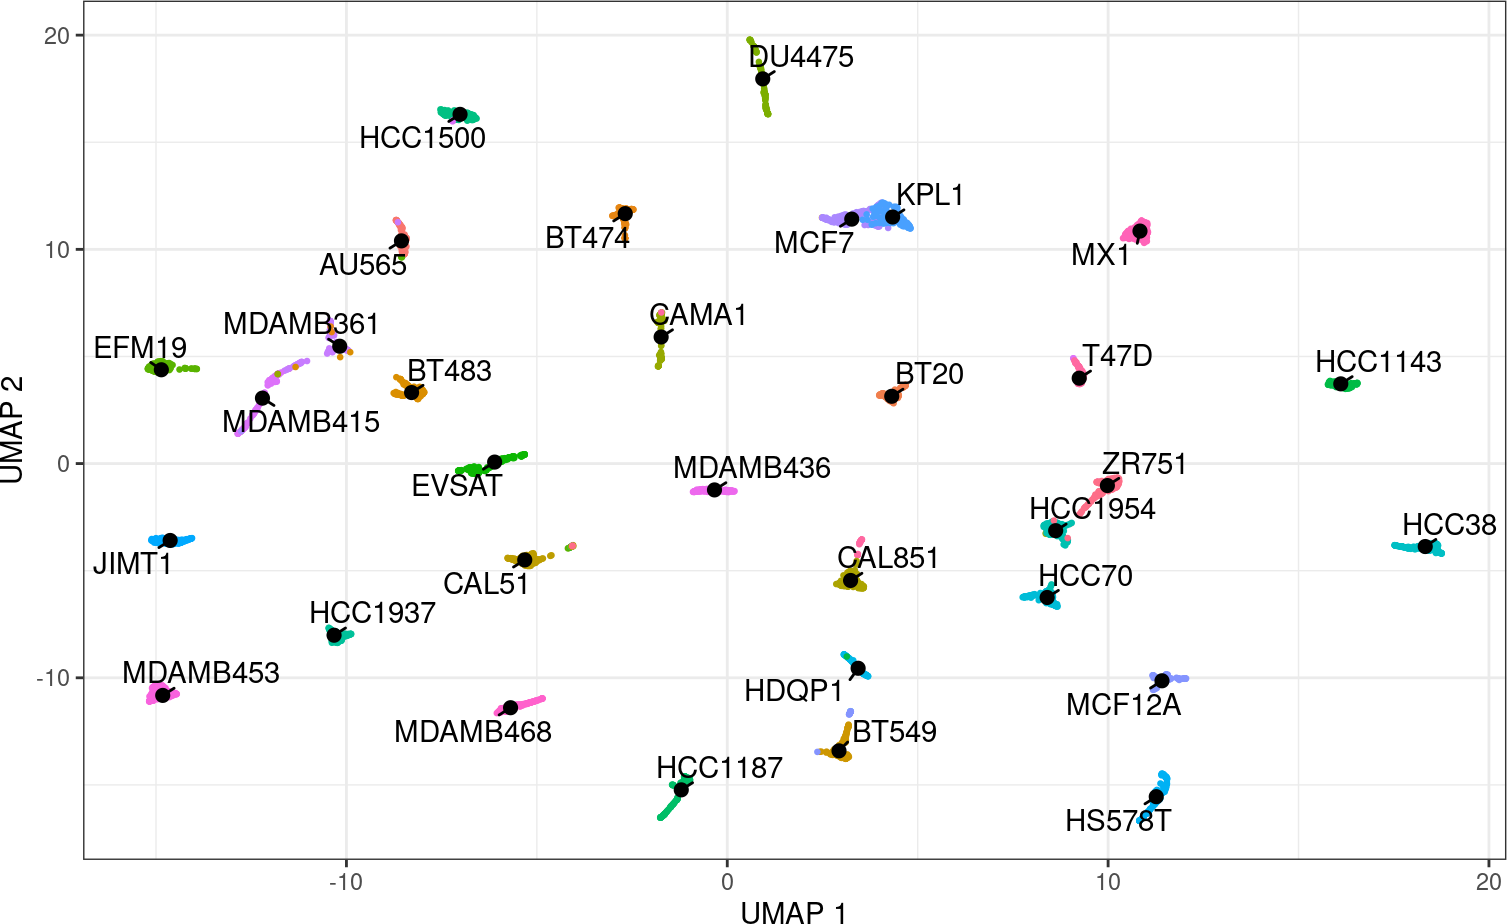 20
DU4475
HCC1500
KPL1
BT474
MCF7
MX1
10
AU565
CAMA1
MDAMB361
EFM19
BT483
T47D
HCC1143
BT20
MDAMB415
UMAP 2
0
ZR751
MDAMB436
EVSAT
HCC1954
HCC38
JIMT1
CAL851
CAL51
HCC70
HCC1937
MDAMB453
-10
HDQP1
MCF12A
MDAMB468
BT549
HCC1187
HS578T
-10
0
10
20
UMAP 1